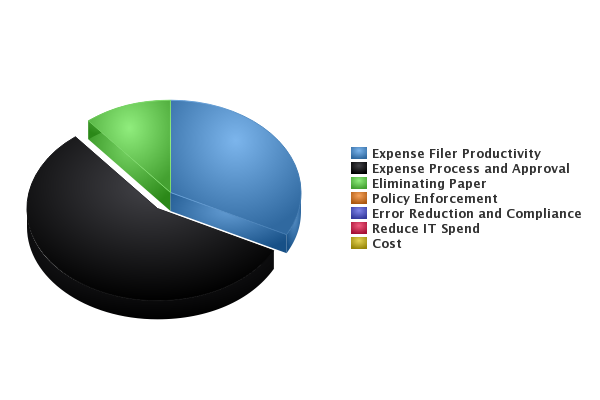 Expense Filer Productivity
Expense Process and Approval
Eliminating Paper
Policy Enforcement
Error Reduction and Compliance
Reduce IT Spend
Cost